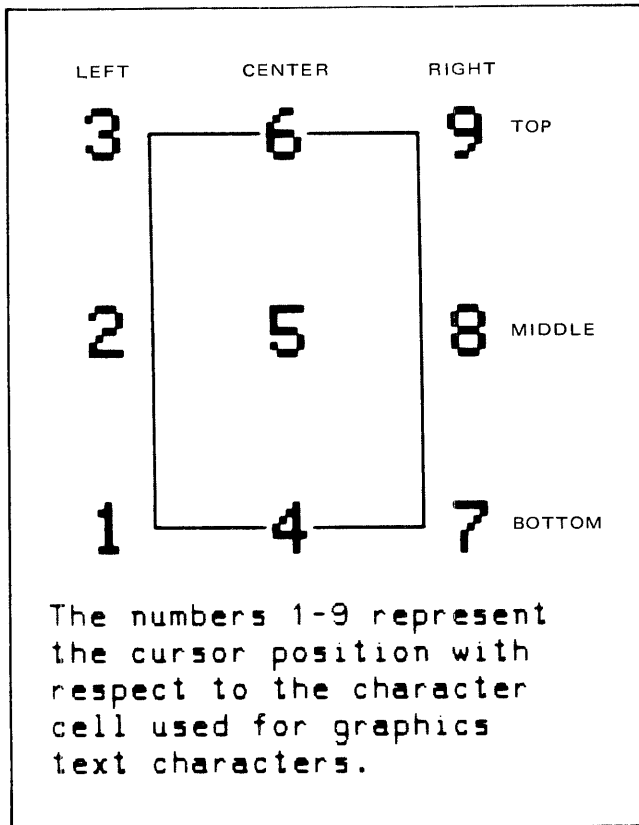 LEFT CENTER RIGHT
3 6 9 TOP
2 5 8 MIDDLE
1 4 7 BOTTOM
The numbers 1-9 represent
the cursor position with
respect to the character
cell used for graphics
text characters.